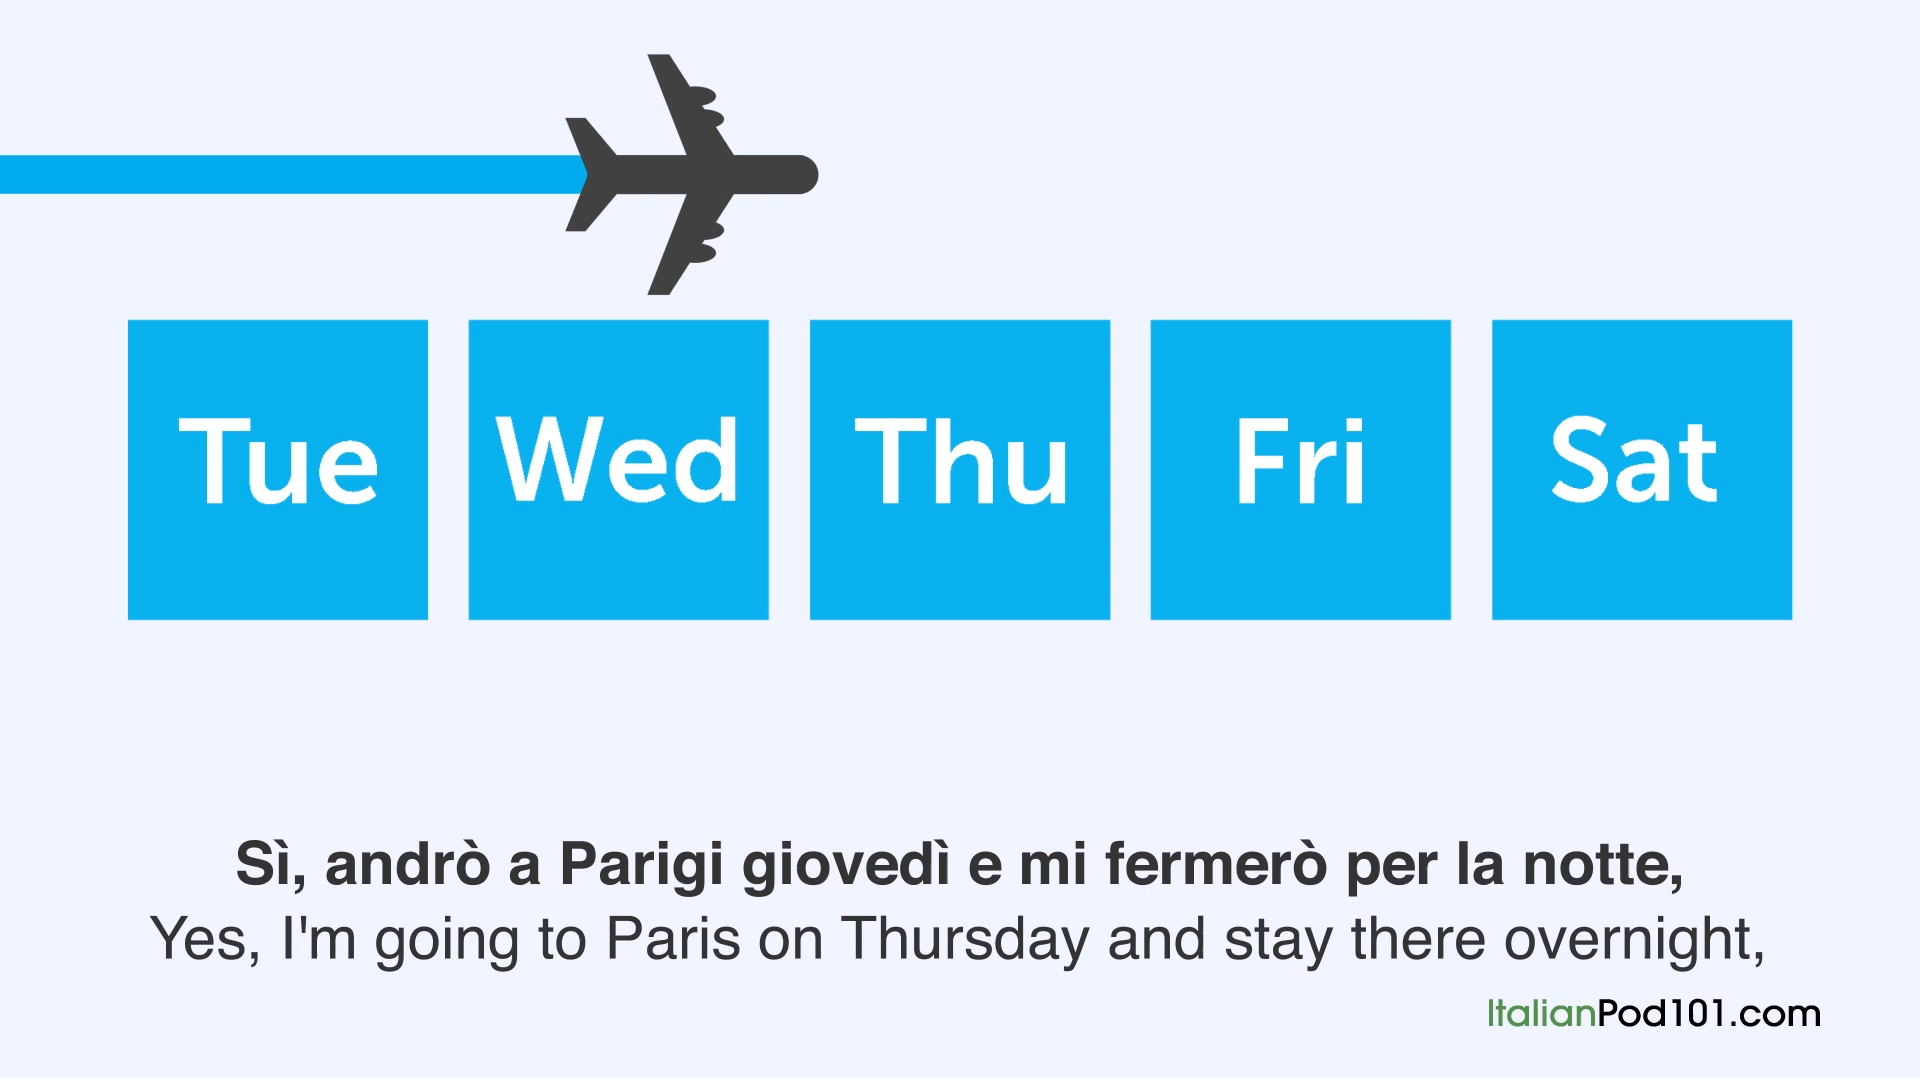 Tue Wed Thu Fri Sat
Sì, andrò a Parigi giovedì e mi fermerò per la notte,
Yes, I'm going to Paris on Thursday and stay there overnight,
ItalianPod101.com